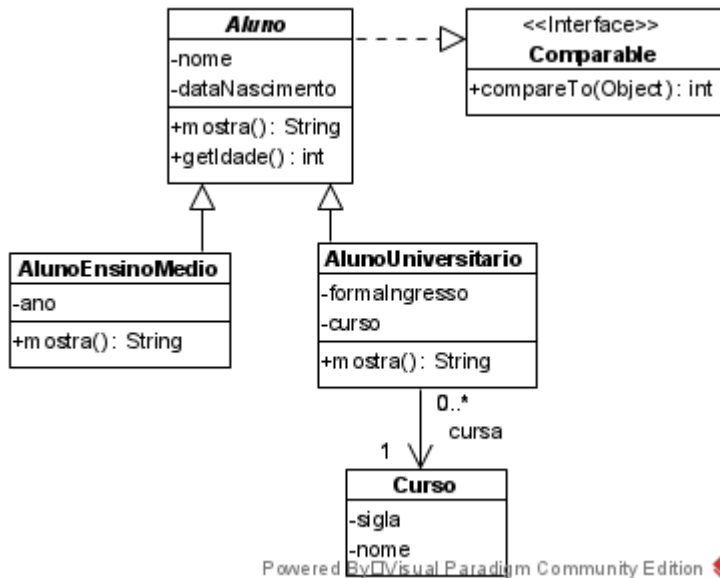 Aluno
-nome
-dataNascimento
+mostra(): String
+getIdade(): int
<<Interface>>
Comparable
+compareTo(Object): int
AlunoEnsinoMedio
-ano
+mostra(): String
AlunoUniversitario
-formaIngresso
-curso
+mostra(): String
0..*
cursa
1
Curso
-sigla
-nome
Powered By Visual Paradigm Community Edition